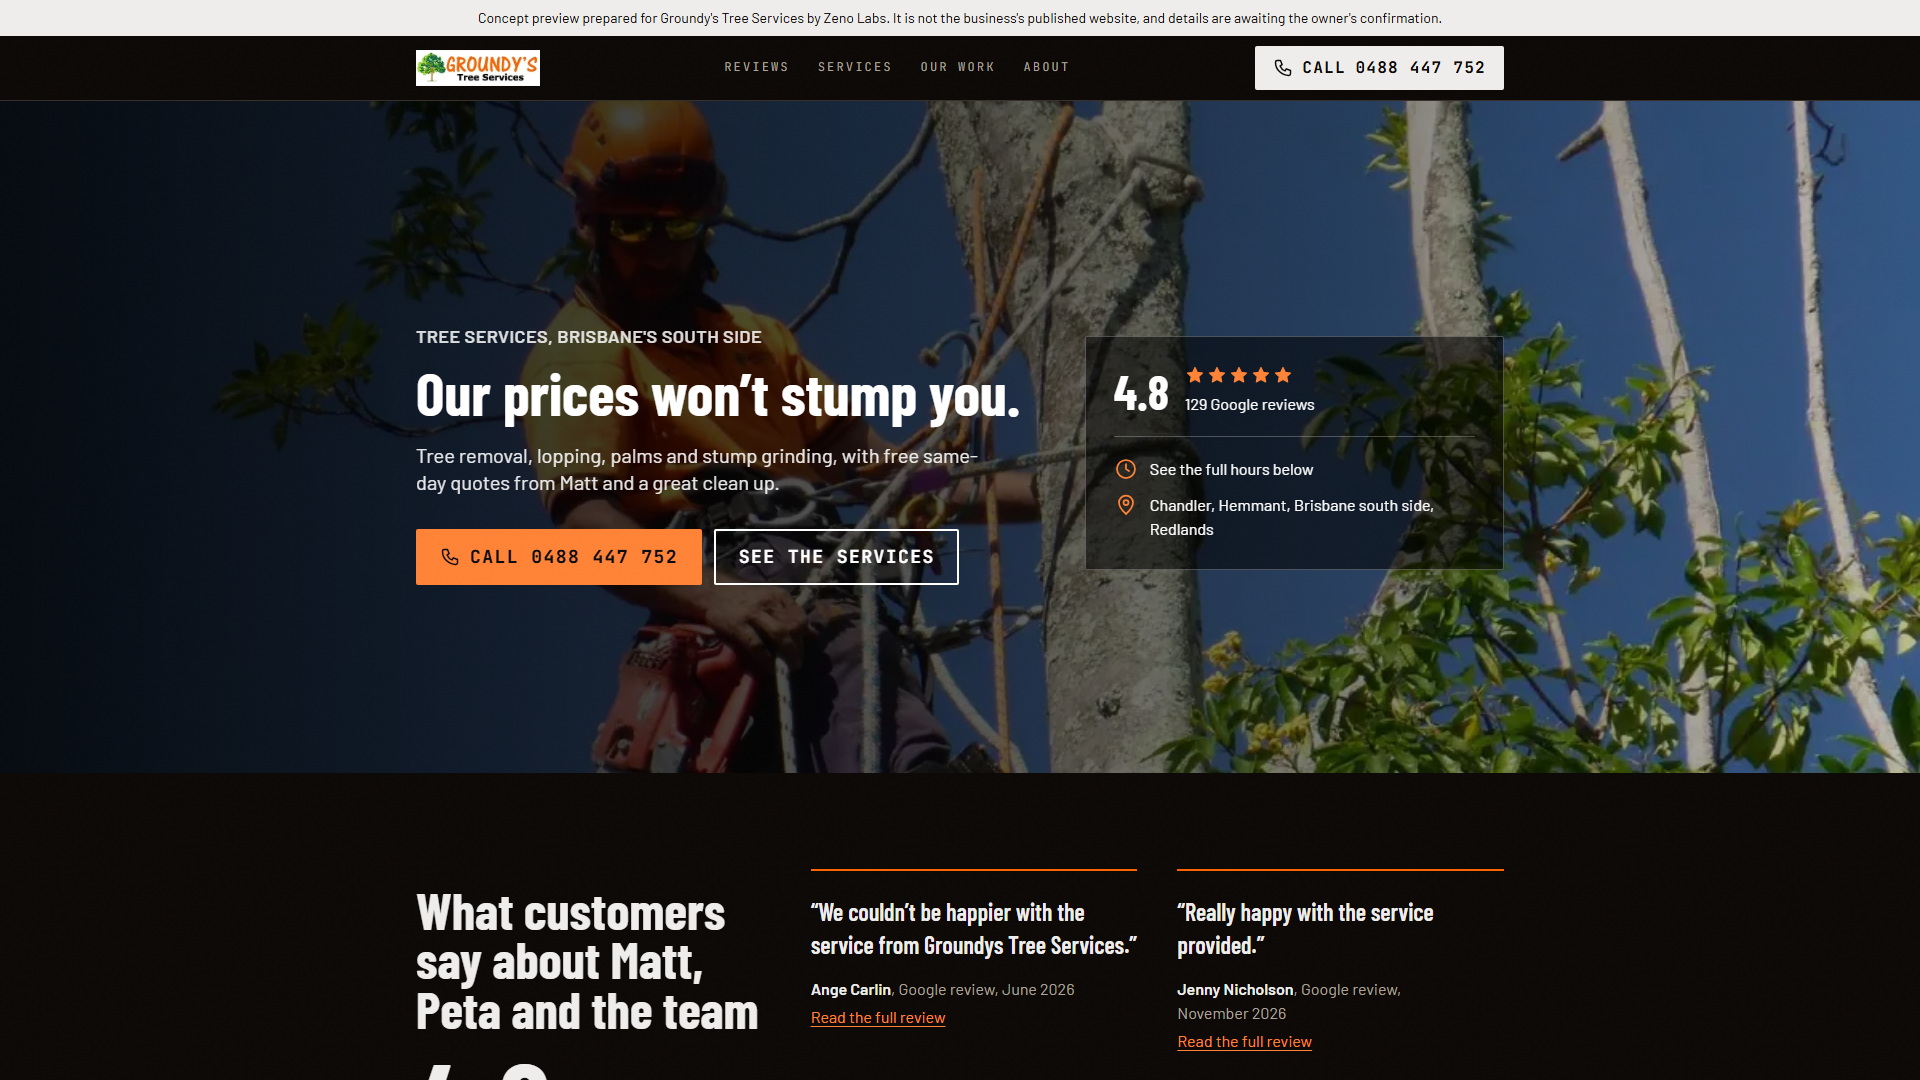 Concept preview prepared for Groundy's Tree Services by Zeno Labs. It is not the business's published website, and details are awaiting the owner's confirmation.
GROUNDY'S
Tree Services
REVIEWS
SERVICES
OUR WORK
ABOUT
CALL 0488 447 752
TREE SERVICES, BRISBANE'S SOUTH SIDE
Our prices won’t stump you.
Tree removal, lopping, palms and stump grinding, with free same-
day quotes from Matt and a great clean up.
CALL 0488 447 752
SEE THE SERVICES
4.8
129 Google reviews
See the full hours below
Chandler, Hemmant, Brisbane south side,
Redlands
What customers
say about Matt,
Peta and the team
“We couldn’t be happier with the
service from Groundys Tree Services.”
Ange Carlin, Google review, June 2026
Read the full review
“Really happy with the service
provided.”
Jenny Nicholson, Google review,
November 2026
Read the full review